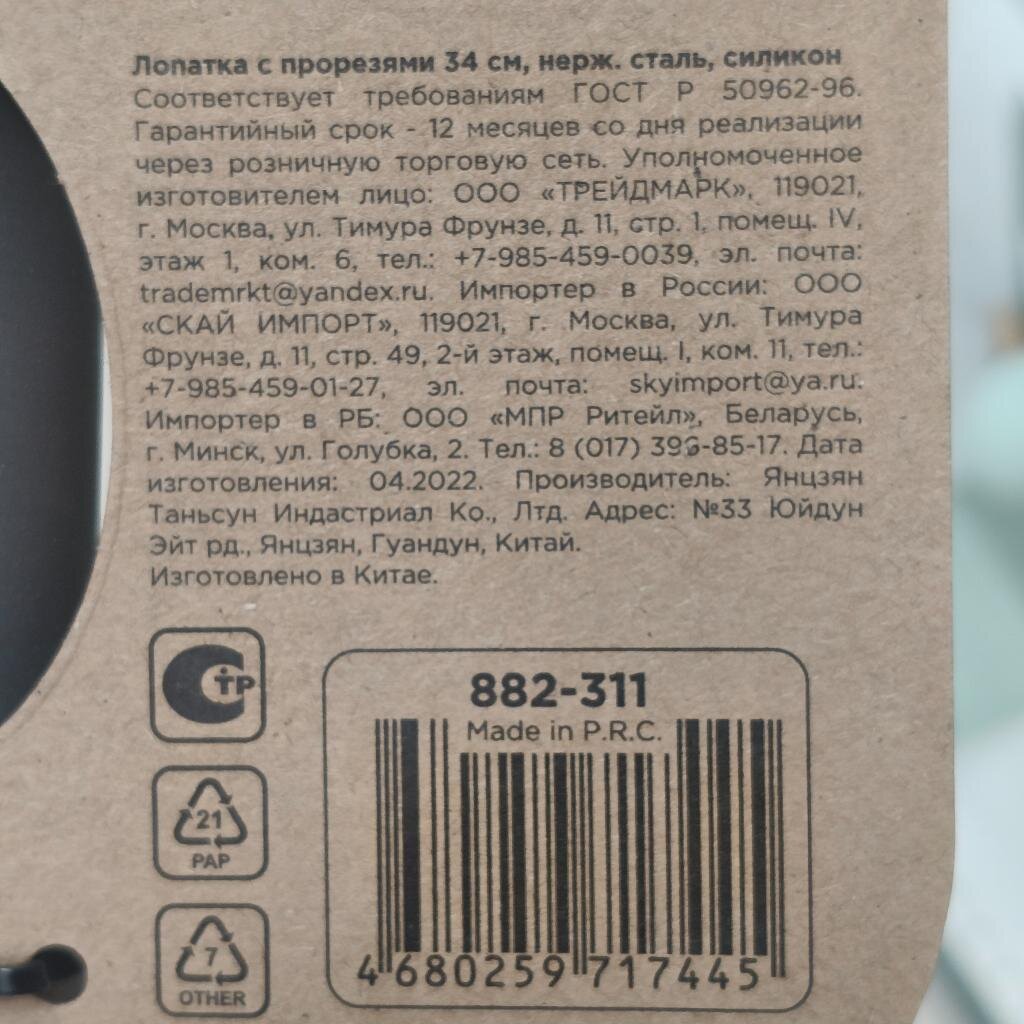 Лопатка с прорезями 34 см, нерж. сталь, силикон
Соответствует требованиям ГОСТ Р 50962-96.
Гарантийный срок - 12 месяцев со дня реализации
через розничную торговую сеть. Уполномоченное
изготовителем лицо: ООО «ТРЕЙДМАРК», 119021,
г. Москва, ул. Тимура Фрунзе, д. 11, стр. 1, помещ. IV,
этаж 1, ком. 6, тел.: +7-985-459-0039, эл. почта:
trademrkt@yandex.ru. Импортер в России: ООО
«СКАЙ ИМПОРТ», 119021, г. Москва, ул. Тимура
Фрунзе, д. 11, стр. 49, 2-й этаж, помещ. I, ком. 11, тел.:
+7-985-459-01-27, эл. почта: skyimport@ya.ru.
Импортер в РБ: ООО «МПР Ритейл», Беларусь,
г. Минск, ул. Голубка, 2. Тел.: 8 (017) Дата
изготовления: 04.2022. Производитель: Янцзян
Таньсун Индастриал Ко., Лтд. Адрес: №33 Юйдун
Эйт рд., Янцзян, Гуандун, Китай.
Изготовлено в Китае.
СТР
882-311
Made in P.R.C.
21
PAP
7
OTHER
4 680259 717445